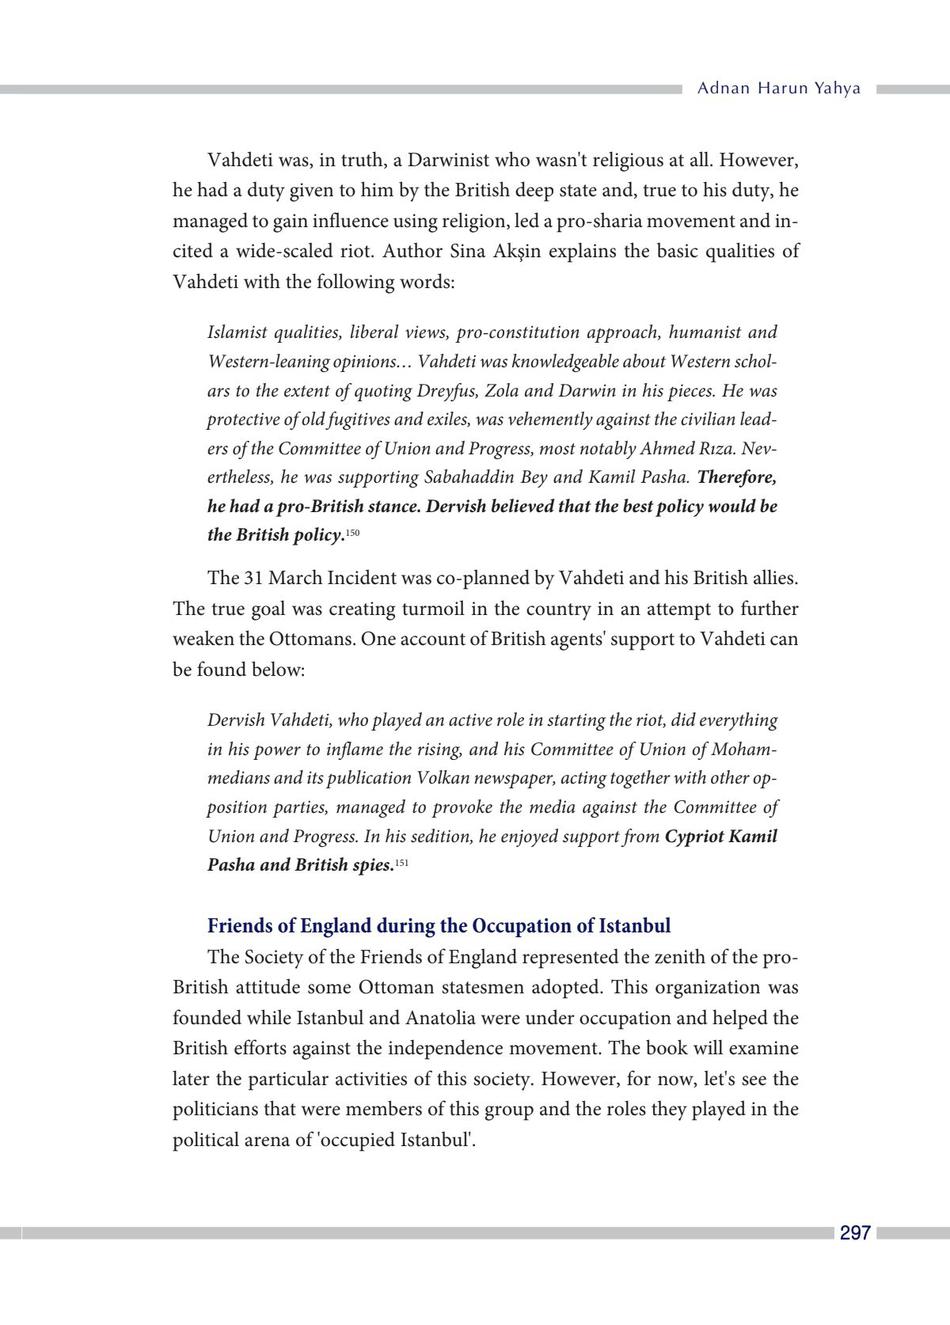 Adnan Harun Yahya
Vahdeti was, in truth, a Darwinist who wasn't religious at all. However,
he had a duty given to him by the British deep state and, true to his duty, he
managed to gain influence using religion, led a pro-sharia movement and in-
cited a wide-scaled riot. Author Sina Akşin explains the basic qualities of
Vahdeti with the following words:
Islamist qualities, liberal views, pro-constitution approach, humanist and
Western-leaning opinions… Vahdeti was knowledgeable about Western schol-
ars to the extent of quoting Dreyfus, Zola and Darwin in his pieces. He was
protective of old fugitives and exiles, was vehemently against the civilian lead-
ers of the Committee of Union and Progress, most notably Ahmed Rıza. Nev-
ertheless, he was supporting Sabahaddin Bey and Kamil Pasha. Therefore,
he had a pro-British stance. Dervish believed that the best policy would be
the British policy.150
The 31 March Incident was co-planned by Vahdeti and his British allies.
The true goal was creating turmoil in the country in an attempt to further
weaken the Ottomans. One account of British agents' support to Vahdeti can
be found below:
Dervish Vahdeti, who played an active role in starting the riot, did everything
in his power to inflame the rising, and his Committee of Union of Moham-
medians and its publication Volkan newspaper, acting together with other op-
position parties, managed to provoke the media against the Committee of
Union and Progress. In his sedition, he enjoyed support from Cypriot Kamil
Pasha and British spies.151
Friends of England during the Occupation of Istanbul
The Society of the Friends of England represented the zenith of the pro-
British attitude some Ottoman statesmen adopted. This organization was
founded while Istanbul and Anatolia were under occupation and helped the
British efforts against the independence movement. The book will examine
later the particular activities of this society. However, for now, let's see the
politicians that were members of this group and the roles they played in the
political arena of 'occupied Istanbul'.
297